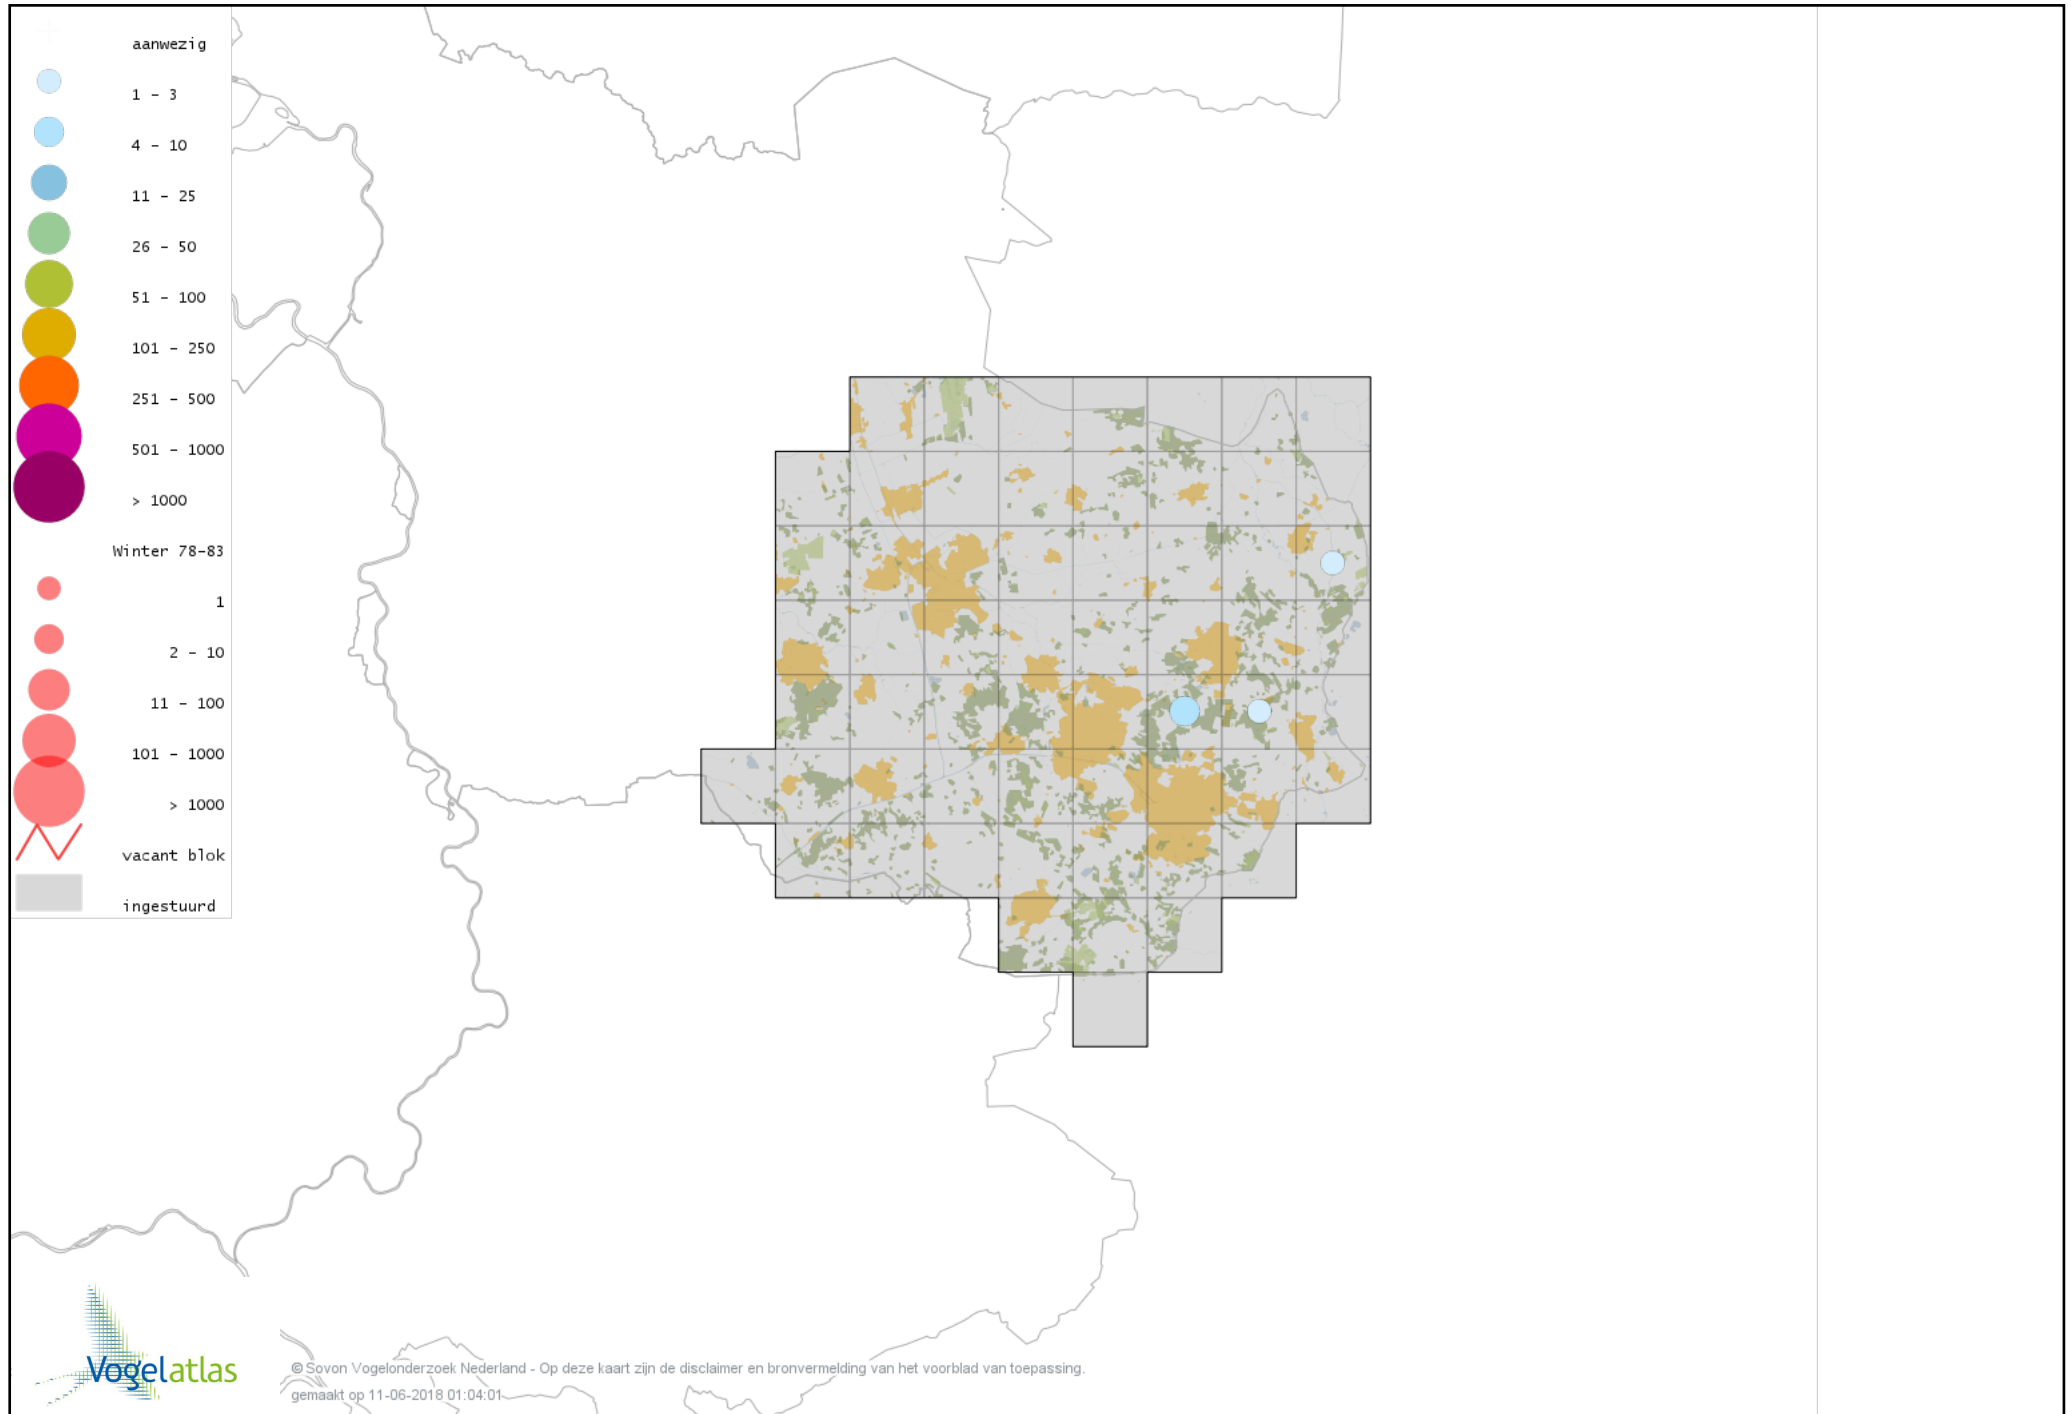 aanwezig
1 - 3
4 - 10
11 - 25
26 - 50
51 - 100
101 - 250
251 - 500
501 - 1000
> 1000
Winter 78-83
1
2 - 10
11 - 100
101 - 1000
> 1000
vacant blok
ingestuurd
Vogelatlas
© Sovon Vogelonderzoek Nederland - Op deze kaart zijn de disclaimer en bronvermelding van het voorblad van toepassing.
gemaakt op 11-06-2018 01:04:01